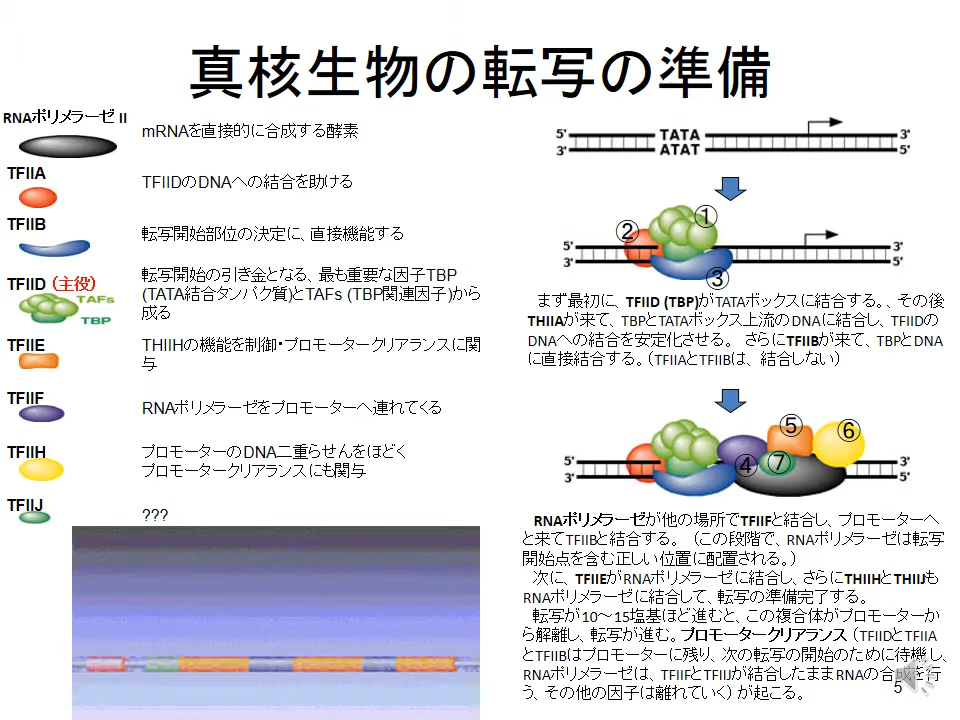 真核生物の転写の準備
RNAポリメラーゼ II
mRNAを直接的に合成する酵素
TFIIA
TFIIDのDNAへの結合を助ける
TFIIB
転写開始部位の決定に、直接機能する
TFIID (主役)
TAFs
TBP
転写開始の引き金となる、最も重要な因子TBP
(TATA結合タンパク質)とTAFs (TBP関連因子)から
成る
TFIIE
THIIHの機能を制御・プロモータークリアランスに関
与
TFIIF
RNAポリメラーゼをプロモーターへ連れてくる
TFIIH
プロモーターのDNA二重らせんをほどく
プロモータークリアランスにも関与
TFIIJ
???
5' TATA 3'
3' ATAT 5'
① ② ③
5' 3'
3' 5'
まず最初に、TFIID (TBP)がTATAボックスに結合する。、その後
THIIAが来て、TBPとTATAボックス上流のDNAに結合し、TFIIDの
DNAへの結合を安定化させる。 さらにTFIIBが来て、TBPとDNA
に直接結合する。（TFIIAとTFIIBは、結合しない）
④ ⑤ ⑥ ⑦
5' 3'
3' 5'
RNAポリメラーゼが他の場所でTFIIFと結合し、プロモーターへ
と来てTFIIBと結合する。 （この段階で、RNAポリメラーゼは転写
開始点を含む正しい位置に配置される。）
次に、TFIIEがRNAポリメラーゼに結合し、さらにTHIIHとTHIIJも
RNAポリメラーゼに結合して、転写の準備完了する。
転写が10～15塩基ほど進むと、この複合体がプロモーターか
ら解離し、転写が進む。プロモータークリアランス（TFIIDとTFIIA
とTFIIBはプロモーターに残り、次の転写の開始のために待機し、
RNAポリメラーゼは、TFIIFとTFIIJが結合したままRNAの合成を行
う、その他の因子は離れていく）が起こる。
5